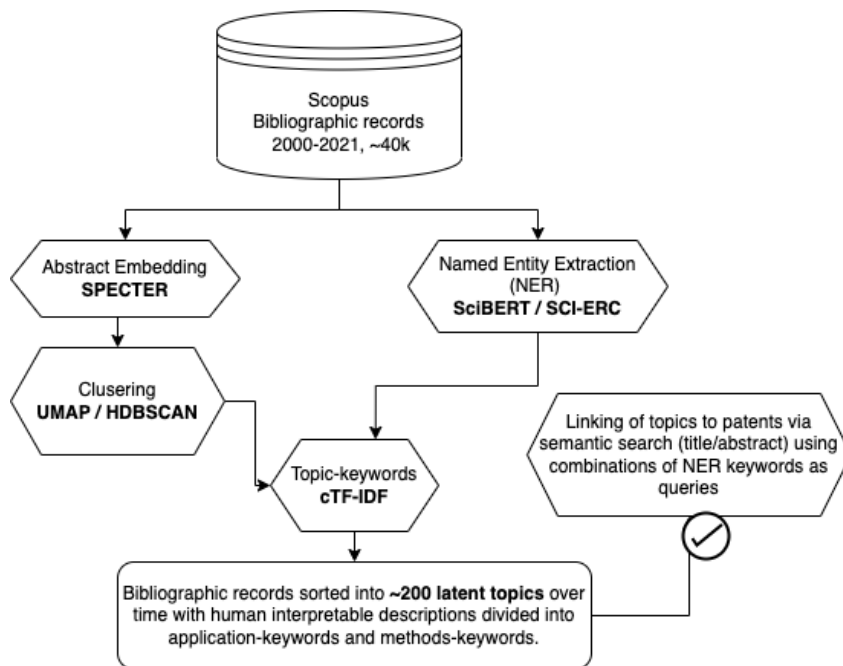 Scopus
Bibliographic records
2000-2021, ~40k
Abstract Embedding
SPECTER
Named Entity Extraction
(NER)
SciBERT / SCI-ERC
Clusering
UMAP / HDBSCAN
Linking of topics to patents via
semantic search (title/abstract) using
combinations of NER keywords as
queries
Topic-keywords
cTF-IDF
Bibliographic records sorted into ~200 latent topics over
time with human interpretable descriptions divided into
application-keywords and methods-keywords.